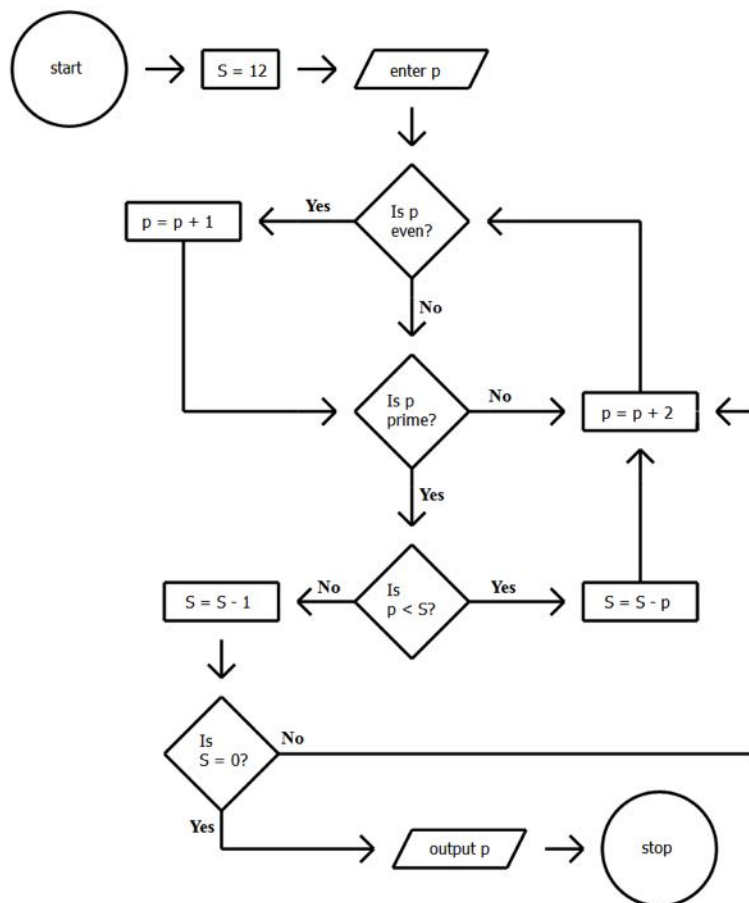 start
S = 12
enter p
Is p
even?
Yes
p = p + 1
No
Is p
prime?
No
p = p + 2
Yes
Is
p < S?
No
S = S - 1
Yes
S = S - p
Is
S = 0?
No
Yes
output p
stop